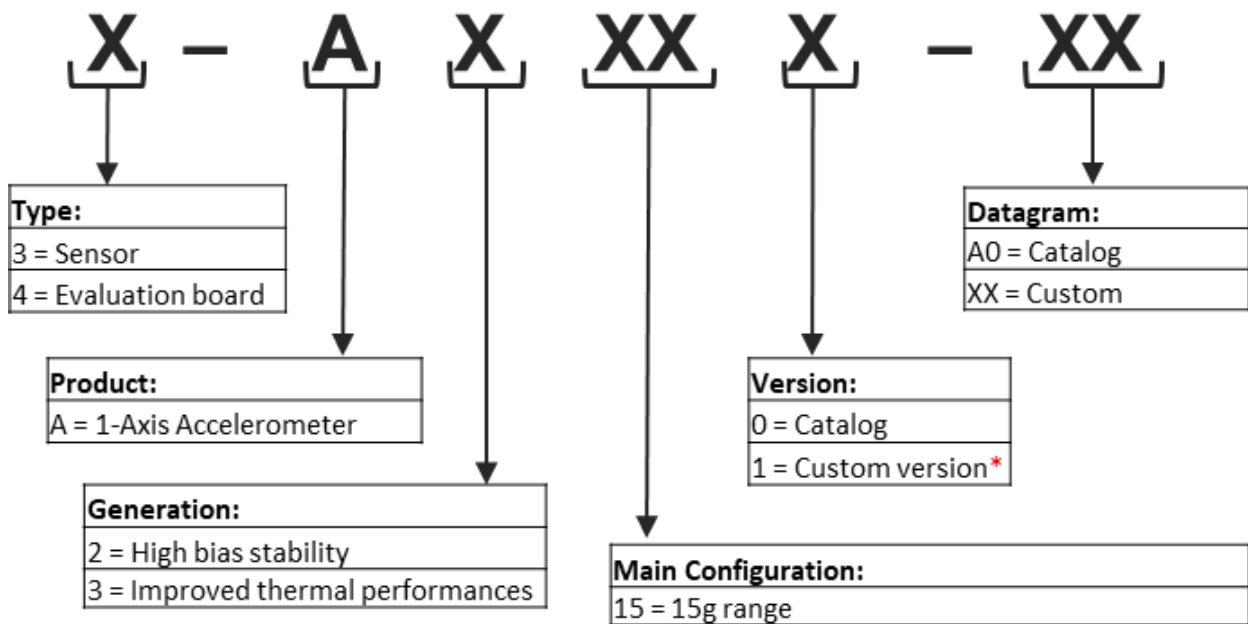 X – A X XX X – XX
Type:
3 = Sensor
4 = Evaluation board
Datagram:
A0 = Catalog
XX = Custom
Product:
A = 1-Axis Accelerometer
Version:
0 = Catalog
1 = Custom version*
Generation:
2 = High bias stability
3 = Improved thermal performances
Main Configuration:
15 = 15g range